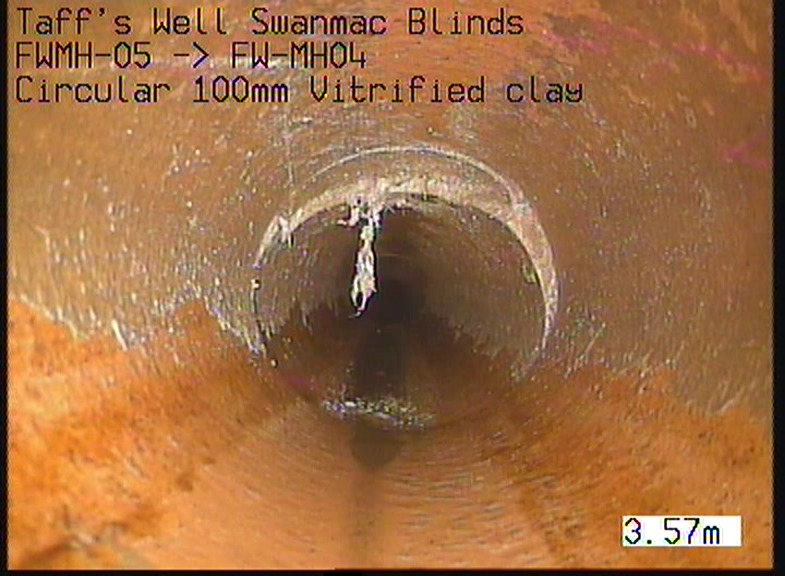 Taff's Well Swanmac Blinds
FWMH-05 -> FW-MH04
Circular 100mm Vitrified clay
3.57m